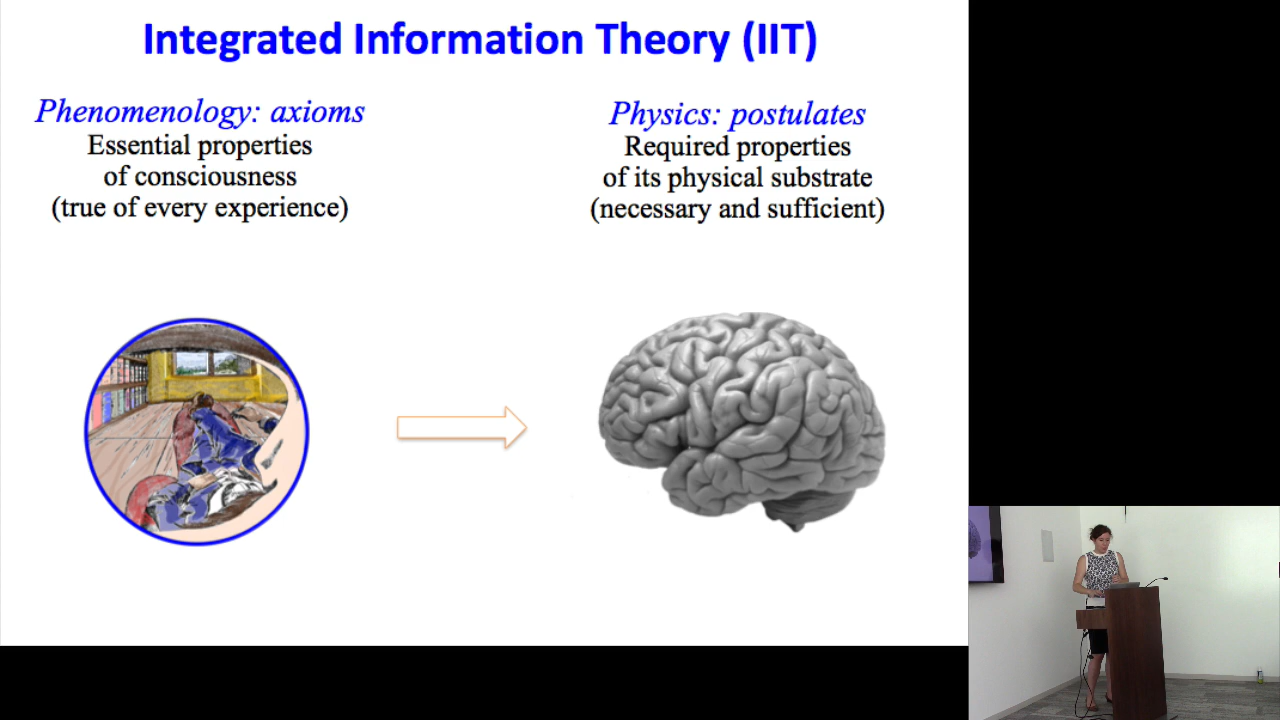 Integrated Information Theory (IIT)
Phenomenology: axioms
Essential properties
of consciousness
(true of every experience)
Physics: postulates
Required properties
of its physical substrate
(necessary and sufficient)